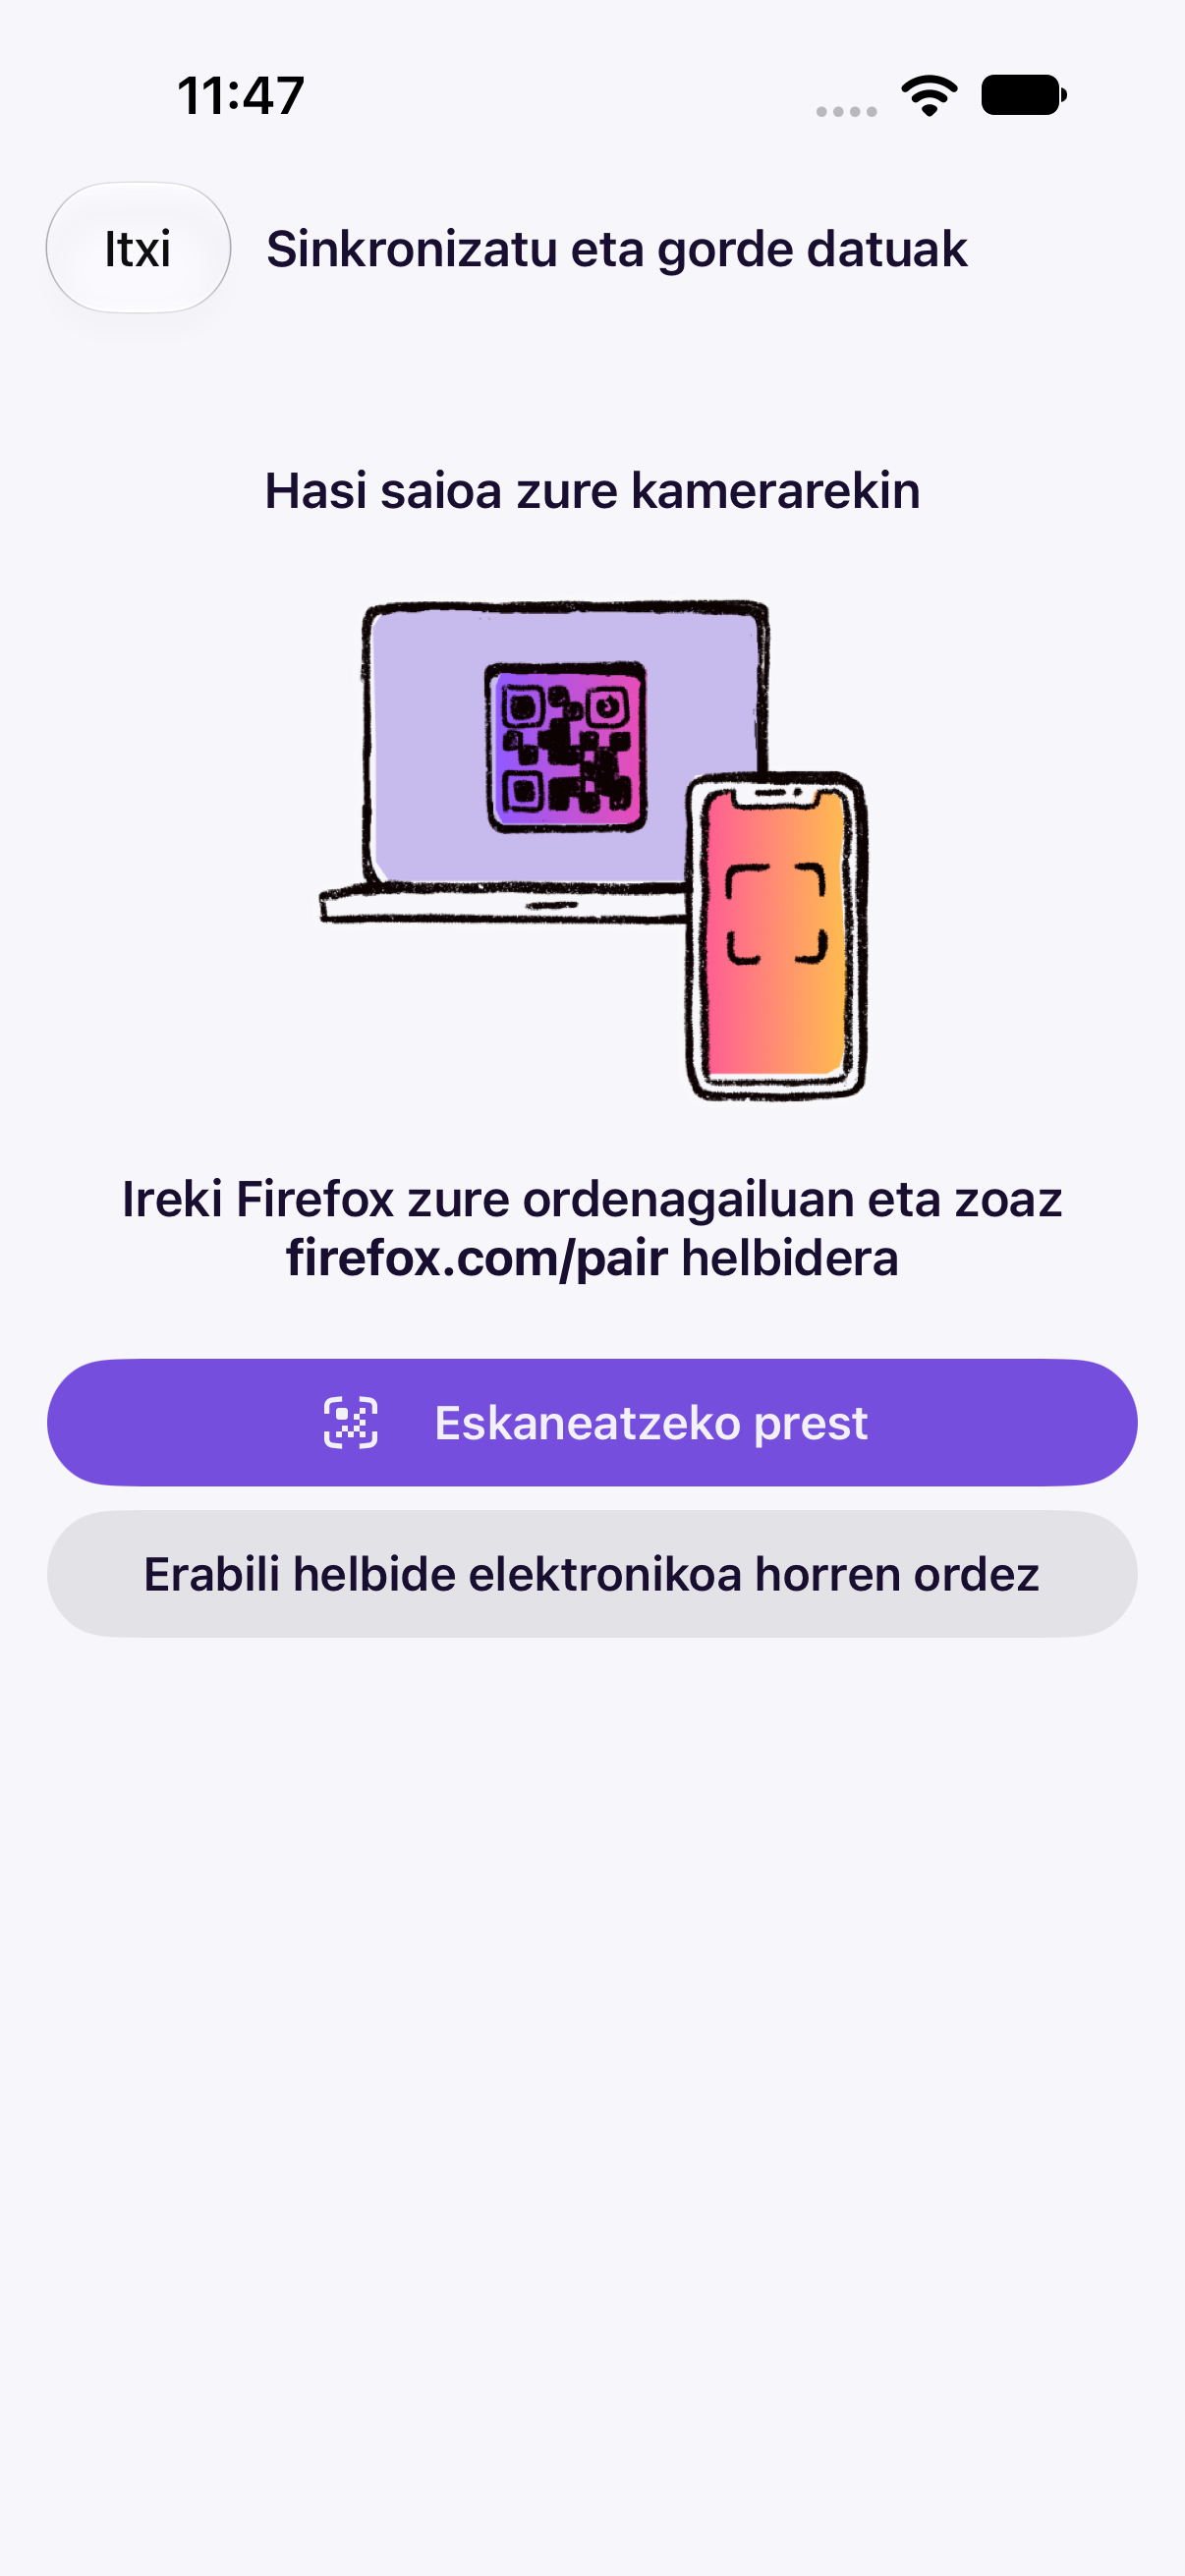 11:47
Itxi
Sinkronizatu eta gorde datuak
Hasi saioa zure kamerarekin
Ireki Firefox zure ordenagailuan eta zoaz
firefox.com/pair helbidera
Eskaneatzeko prest
Erabili helbide elektronikoa horren ordez